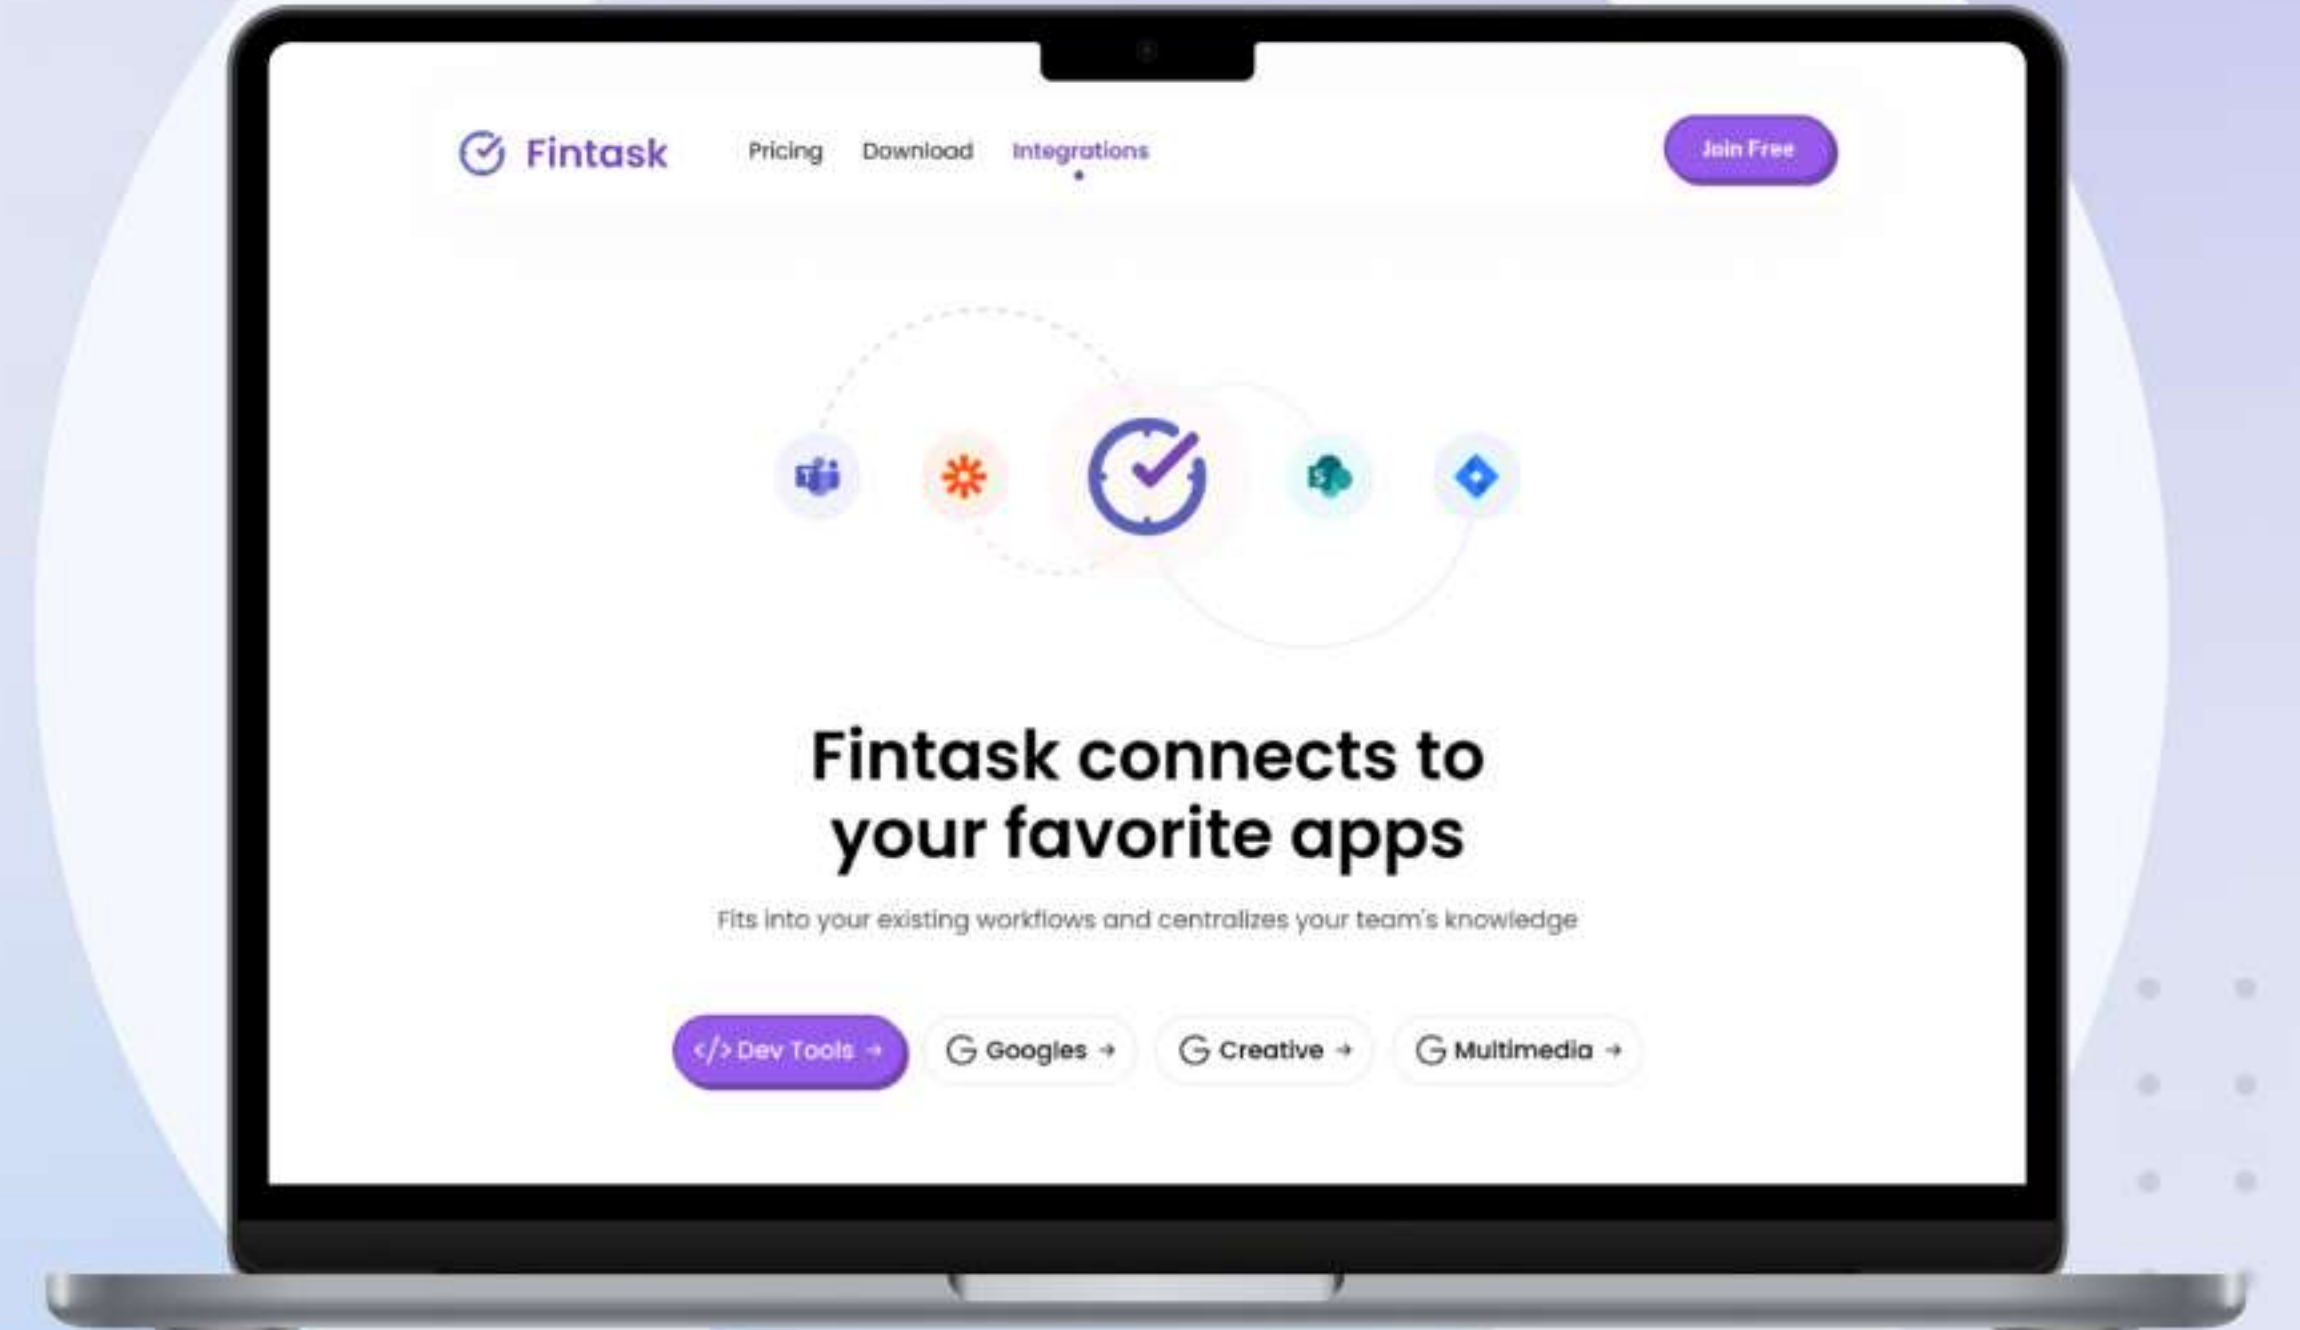 Fintask
Pricing
Download
Integrations
Join Free
Fintask connects to
your favorite apps
Fits into your existing workflows and centralizes your team's knowledge
</> Dev Tools →
Googles →
Creative →
Multimedia →